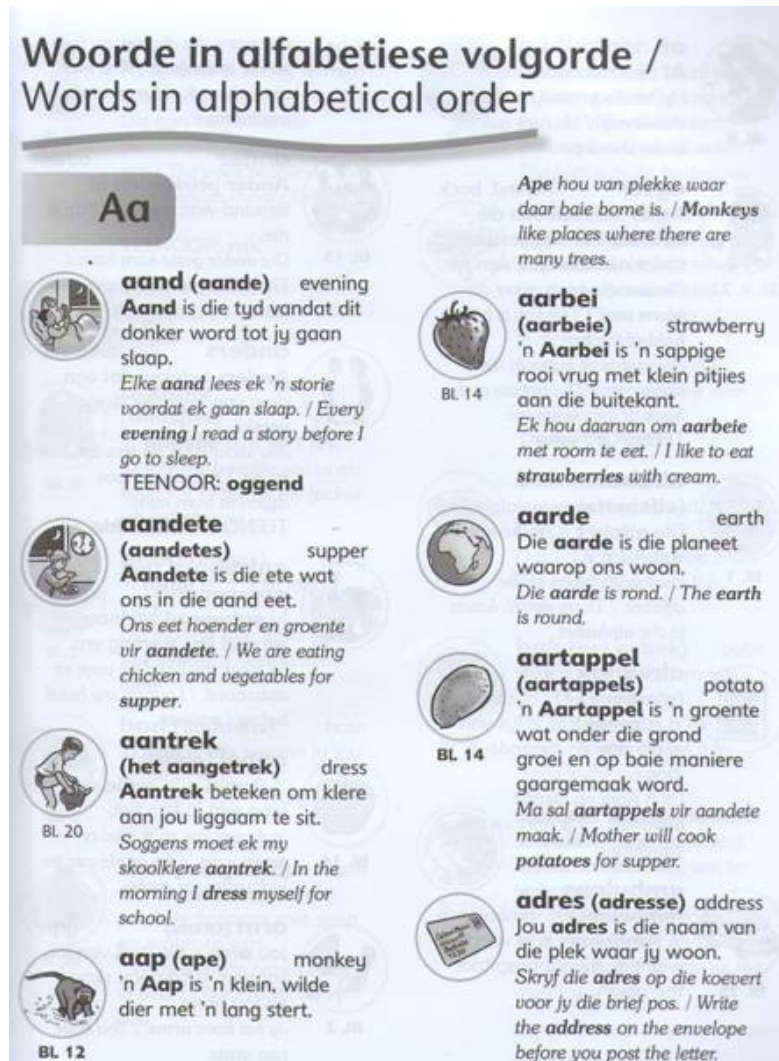 Woorde in alfabetiese volgorde /
Words in alphabetical order
Aa
aand (aande) evening
Aand is die tyd vandat dit
donker word tot jy gaan
slaap.
Elke aand lees ek 'n storie
voordat ek gaan slaap. / Every
evening I read a story before I
go to sleep.
TEENOOR: oggend
aandete
(aandetes) supper
Aandete is die ete wat
ons in die aand eet.
Ons eet hoender en groente
vir aandete. / We are eating
chicken and vegetables for
supper.
aantrek
(het aangetrek) dress
Aantrek beteken om klere
aan jou liggaam te sit.
Soggens moet ek my
skoolklere aantrek. / In the
morning I dress myself for
school.
Bl. 20
aap (ape) monkey
'n Aap is 'n klein, wilde
dier met 'n lang stert.
Bl. 12
Ape hou van plekke waar
daar baie bome is. / Monkeys
like places where there are
many trees.
aarbei
(aarbeie) strawberry
'n Aarbei is 'n sappige
rooi vrug met klein pitjies
aan die buitekant.
Ek hou daarvan om aarbeie
met room te eet. / I like to eat
strawberries with cream.
Bl. 14
aarde earth
Die aarde is die planeet
waarop ons woon.
Die aarde is rond. / The earth
is round.
aartappel
(aartappels) potato
'n Aartappel is 'n groente
wat onder die grond
groei en op baie maniere
gaargemaak word.
Ma sal aartappels vir aandete
maak. / Mother will cook
potatoes for supper.
Bl. 14
adres (adresse) address
Jou adres is die naam van
die plek waar jy woon.
Skryf die adres op die koevert
voor jy die brief pos. / Write
the address on the envelope
before you post the letter.